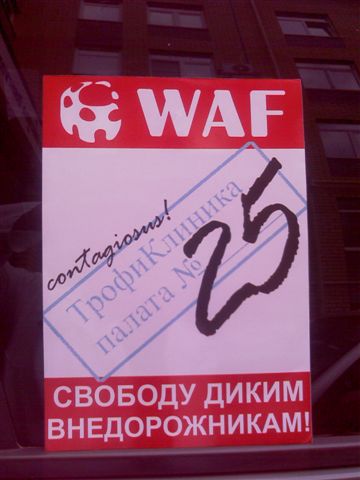 WAF
contagiosus!
ТрофиКлиника
палата № 25
СВОБОДУ ДИКИМ
ВНЕДОРОЖНИКАМ!